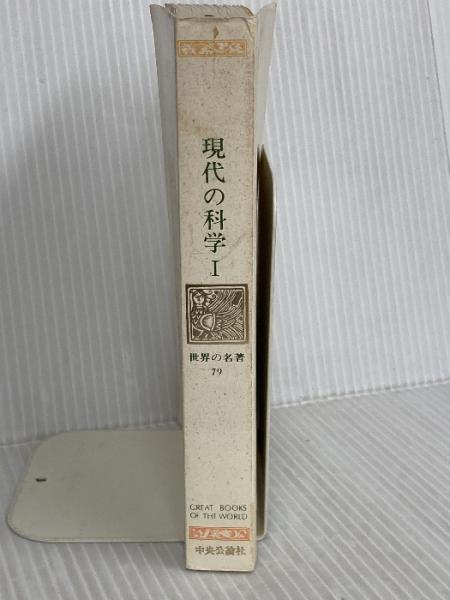 現代の科学 I
世界の名著
79
GREAT BOOKS
OF THE WORLD
中央公論社